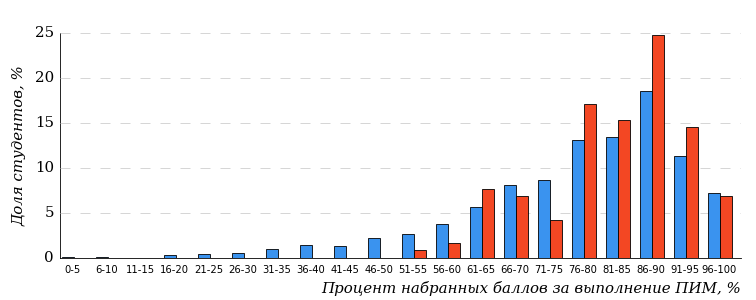 Доля студентов, %
25
20
15
10
5
0
0-5 6-10 11-15 16-20 21-25 26-30 31-35 36-40 41-45 46-50 51-55 56-60 61-65 66-70 71-75 76-80 81-85 86-90 91-95 96-100
Процент набранных баллов за выполнение ПИМ, %